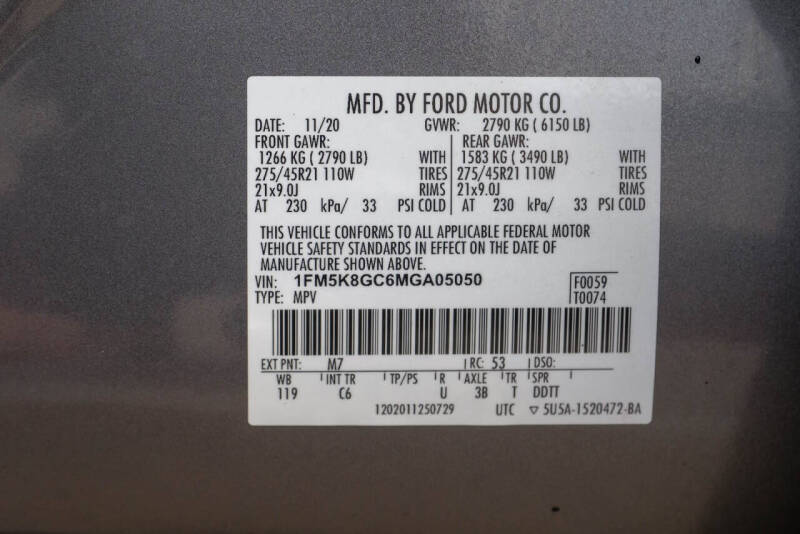 MFD. BY FORD MOTOR CO.
DATE: 11/20 GVWR: 2790 KG ( 6150 LB)
FRONT GAWR: REAR GAWR:
1266 KG ( 2790 LB) WITH 1583 KG ( 3490 LB) WITH
275/45R21 110W TIRES 275/45R21 110W TIRES
21x9.0J RIMS 21x9.0J RIMS
AT 230 kPa/ 33 PSI COLD AT 230 kPa/ 33 PSI COLD
THIS VEHICLE CONFORMS TO ALL APPLICABLE FEDERAL MOTOR
VEHICLE SAFETY STANDARDS IN EFFECT ON THE DATE OF
MANUFACTURE SHOWN ABOVE.
VIN: 1FM5K8GC6MGA05050 F0059
TYPE: MPV T0074
EXT PNT: M7 RC: 53 DSO:
WB INT TR TP/PS R AXLE TR SPR
119 C6 U 3B T DDTT
1202011250729 UTC ▽ 5U5A-1520472-BA